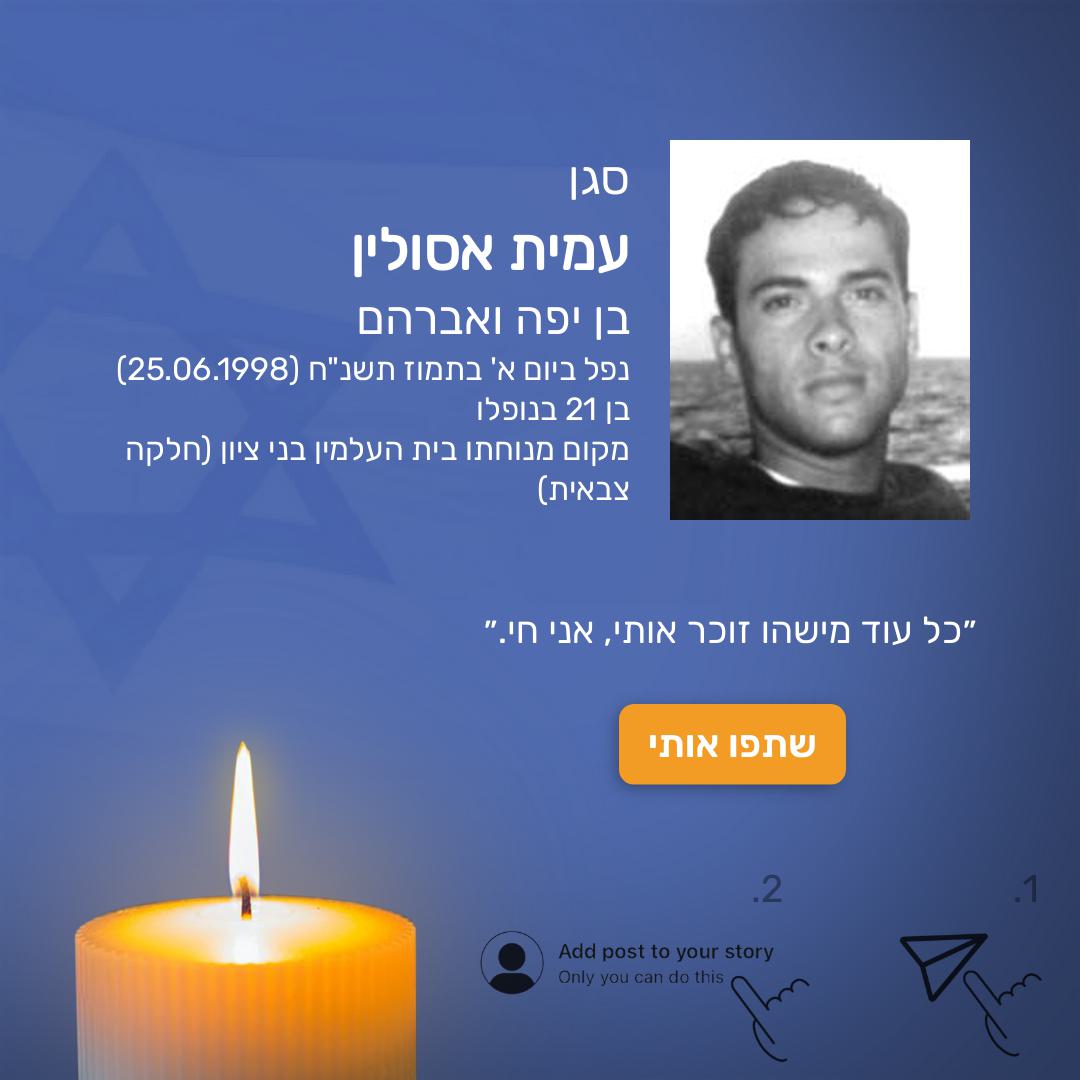 סגן
עמית אסולין
בן יפה ואברהם
נפל ביום א' בתמוז תשנ"ח (25.06.1998)
בן 21 בנופלו
מקום מנוחתו בית העלמין בני ציון (חלקה
צבאית)
״כל עוד מישהו זוכר אותי, אני חי.״
שתפו אותי
.1
.2
Add post to your story
Only you can do this